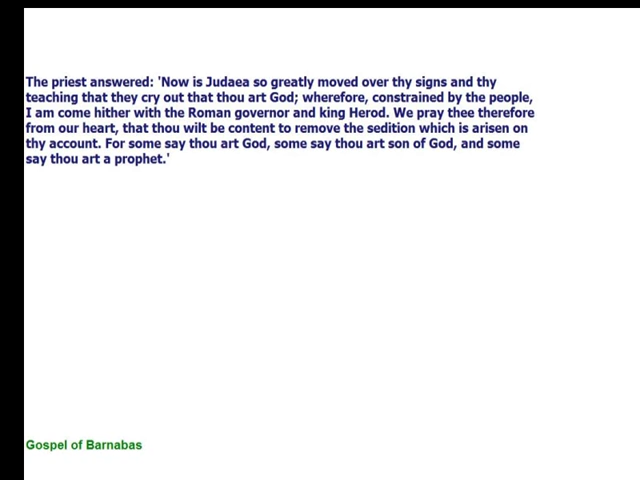 The priest answered: 'Now is Judaea so greatly moved over thy signs and thy
teaching that they cry out that thou art God; wherefore, constrained by the people,
I am come hither with the Roman governor and king Herod. We pray thee therefore
from our heart, that thou wilt be content to remove the sedition which is arisen on
thy account. For some say thou art God, some say thou art son of God, and some
say thou art a prophet.'
Gospel of Barnabas